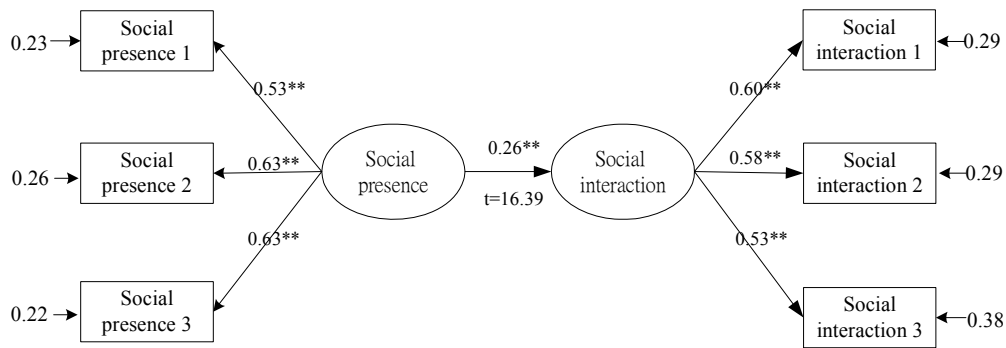 0.23
Social
presence 1
0.53**
Social
interaction 1
0.29
0.60**
0.26
Social
presence 2
0.63**
Social
presence
0.26**
t=16.39
Social
interaction
0.58**
Social
interaction 2
0.29
0.63**
0.53**
0.22
Social
presence 3
Social
interaction 3
0.38